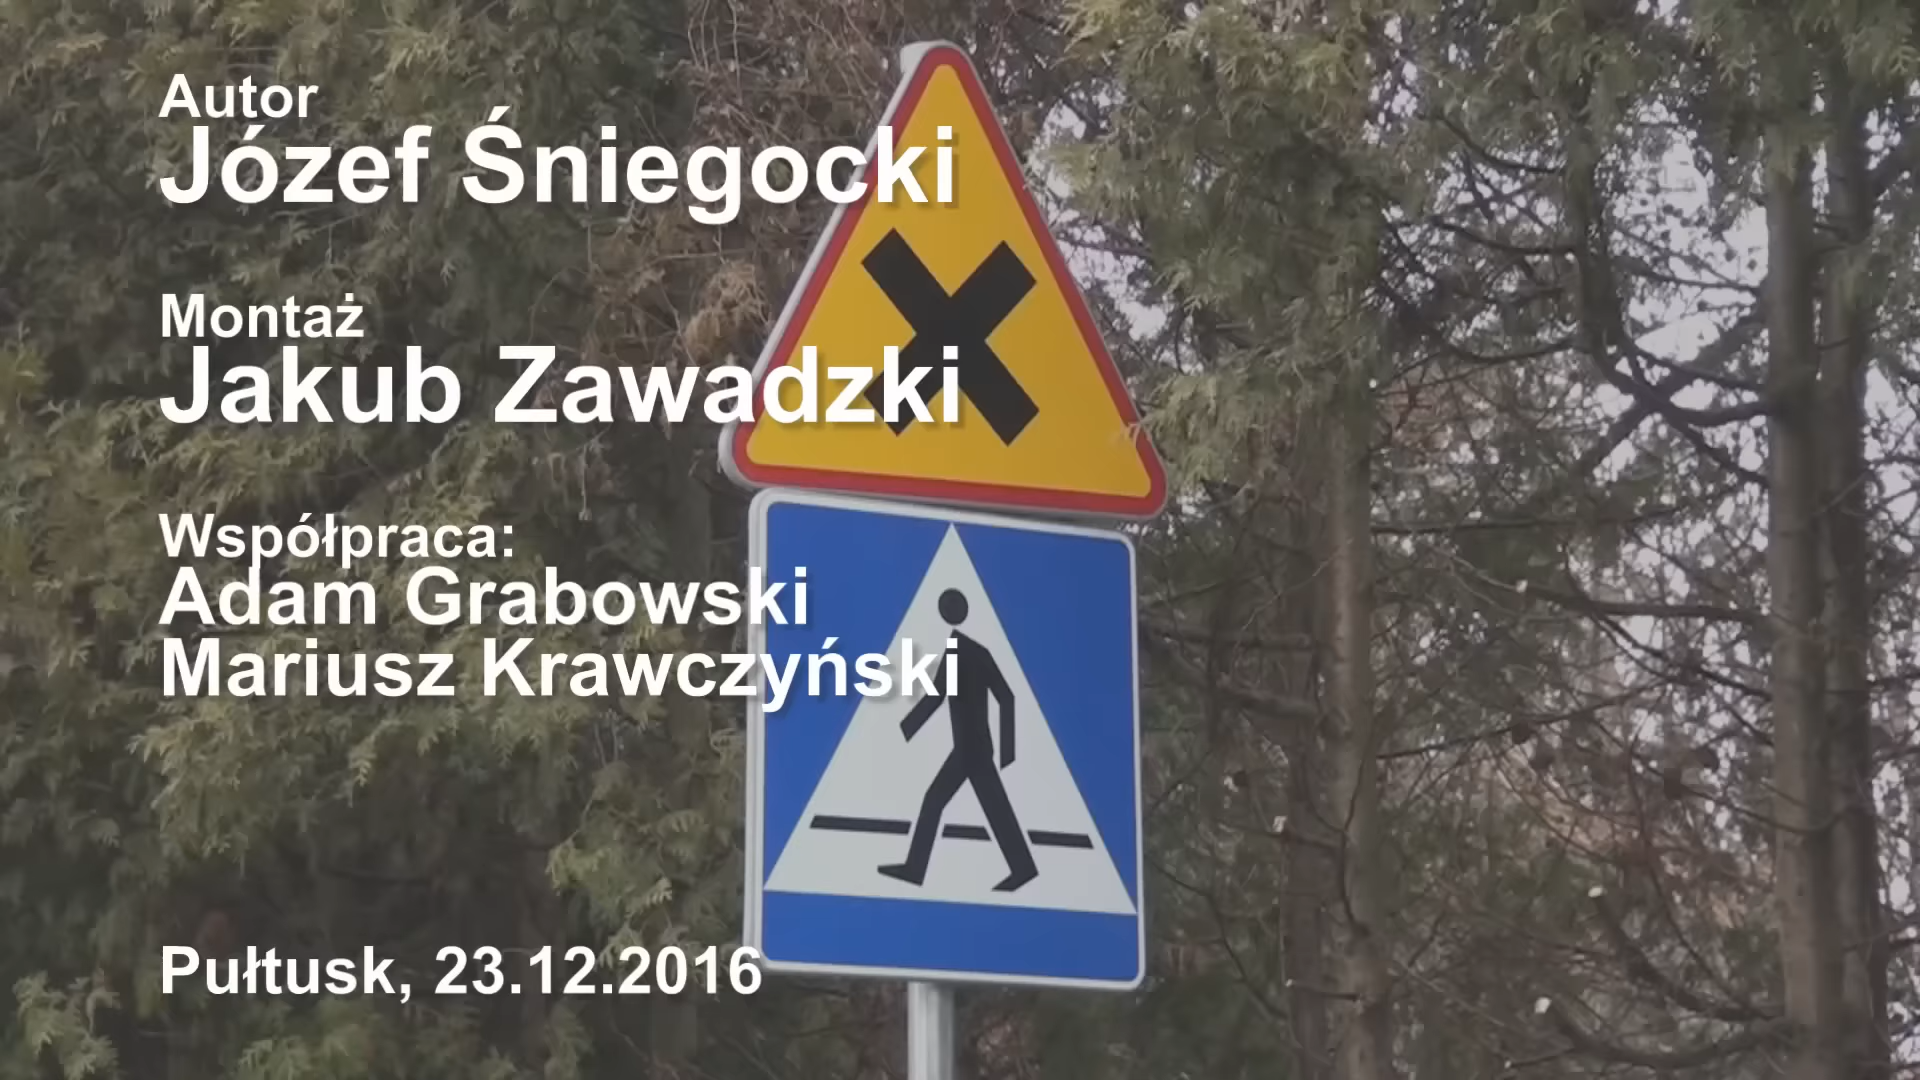 Autor
Józef Śniegocki
Montaż
Jakub Zawadzki
Współpraca:
Adam Grabowski
Mariusz Krawczyński
Pułtusk, 23.12.2016